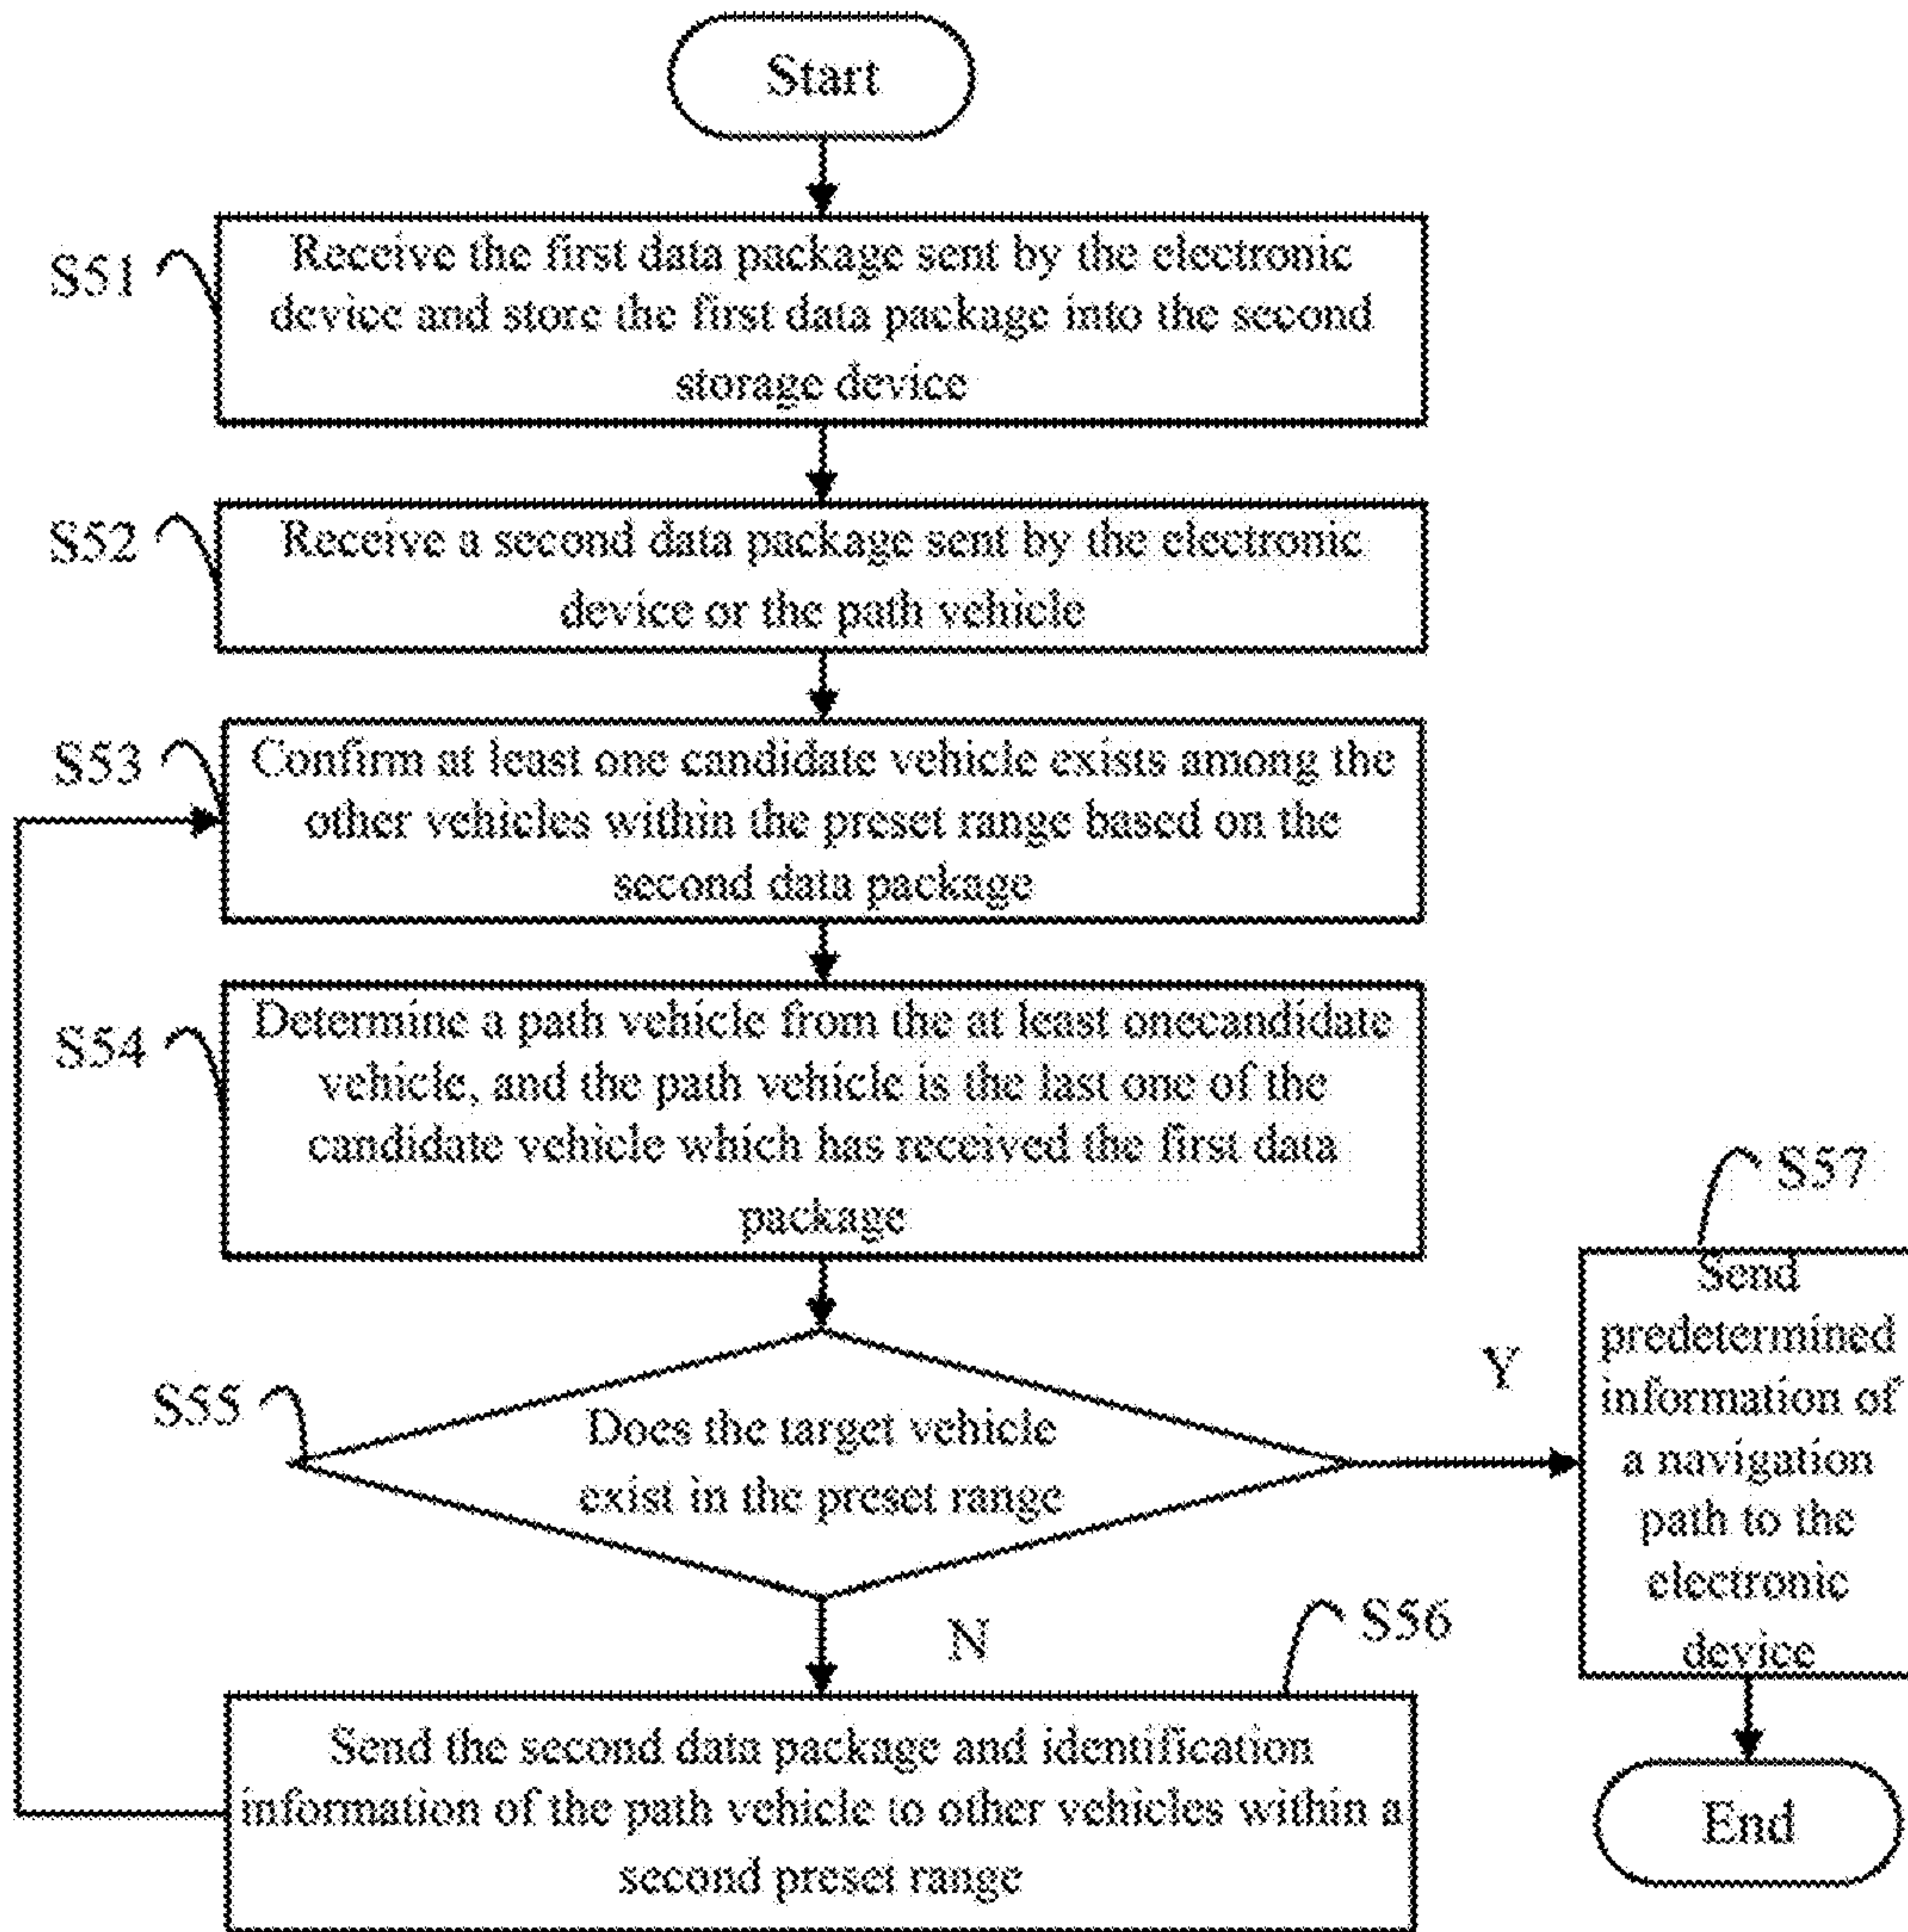 Start
S51
Receive the first data package sent by the electronic
device and store the first data package into the second
storage device
S52
Receive a second data package sent by the electronic
device or the path vehicle
S53
Confirm at least one candidate vehicle exists among the
other vehicles within the preset range based on the
second data package
S54
Determine a path vehicle from the at least onecandidate
vehicle, and the path vehicle is the last one of the
candidate vehicle which has received the first data
package
S55
Does the target vehicle
exist in the preset range
Y
S57
Send
predetermined
information of
a navigation
path to the
electronic
device
N
S56
Send the second data package and identification
information of the path vehicle to other vehicles within a
second preset range
End